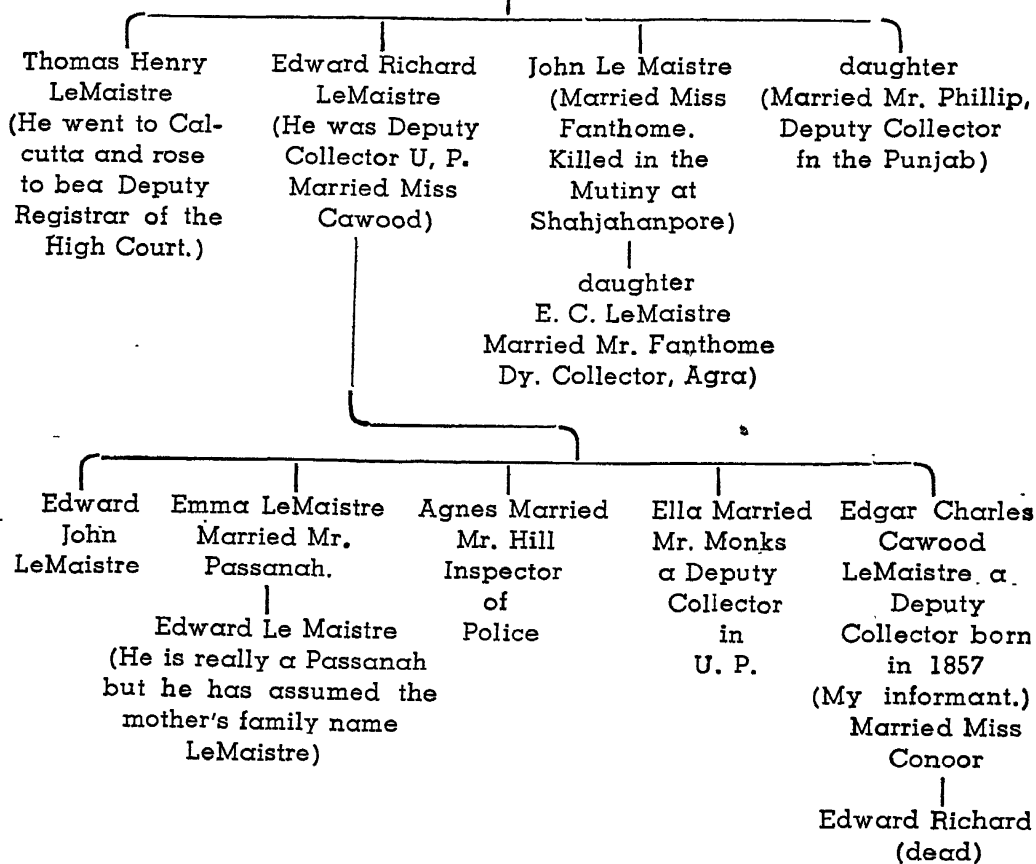 Thomas Henry
LeMaistre
(He went to Cal-
cutta and rose
to bea Deputy
Registrar of the
High Court.)
Edward Richard
LeMaistre
(He was Deputy
Collector U, P.
Married Miss
Cawood)
John Le Maistre
(Married Miss
Fanthome.
Killed in the
Mutiny at
Shahjahanpore)
daughter
(Married Mr. Phillip,
Deputy Collector
fn the Punjab)
daughter
E. C. LeMaistre
Married Mr. Fanthome
Dy. Collector, Agra)
Edward
John
LeMaistre
Emma LeMaistre
Married Mr.
Passanah.
Edward Le Maistre
(He is really a Passanah
but he has assumed the
mother's family name
LeMaistre)
Agnes Married
Mr. Hill
Inspector
of
Police
Ella Married
Mr. Monks
a Deputy
Collector
in
U. P.
Edgar Charles
Cawood
LeMaistre a
Deputy
Collector born
in 1857
(My informant.)
Married Miss
Conoor
Edward Richard
(dead)